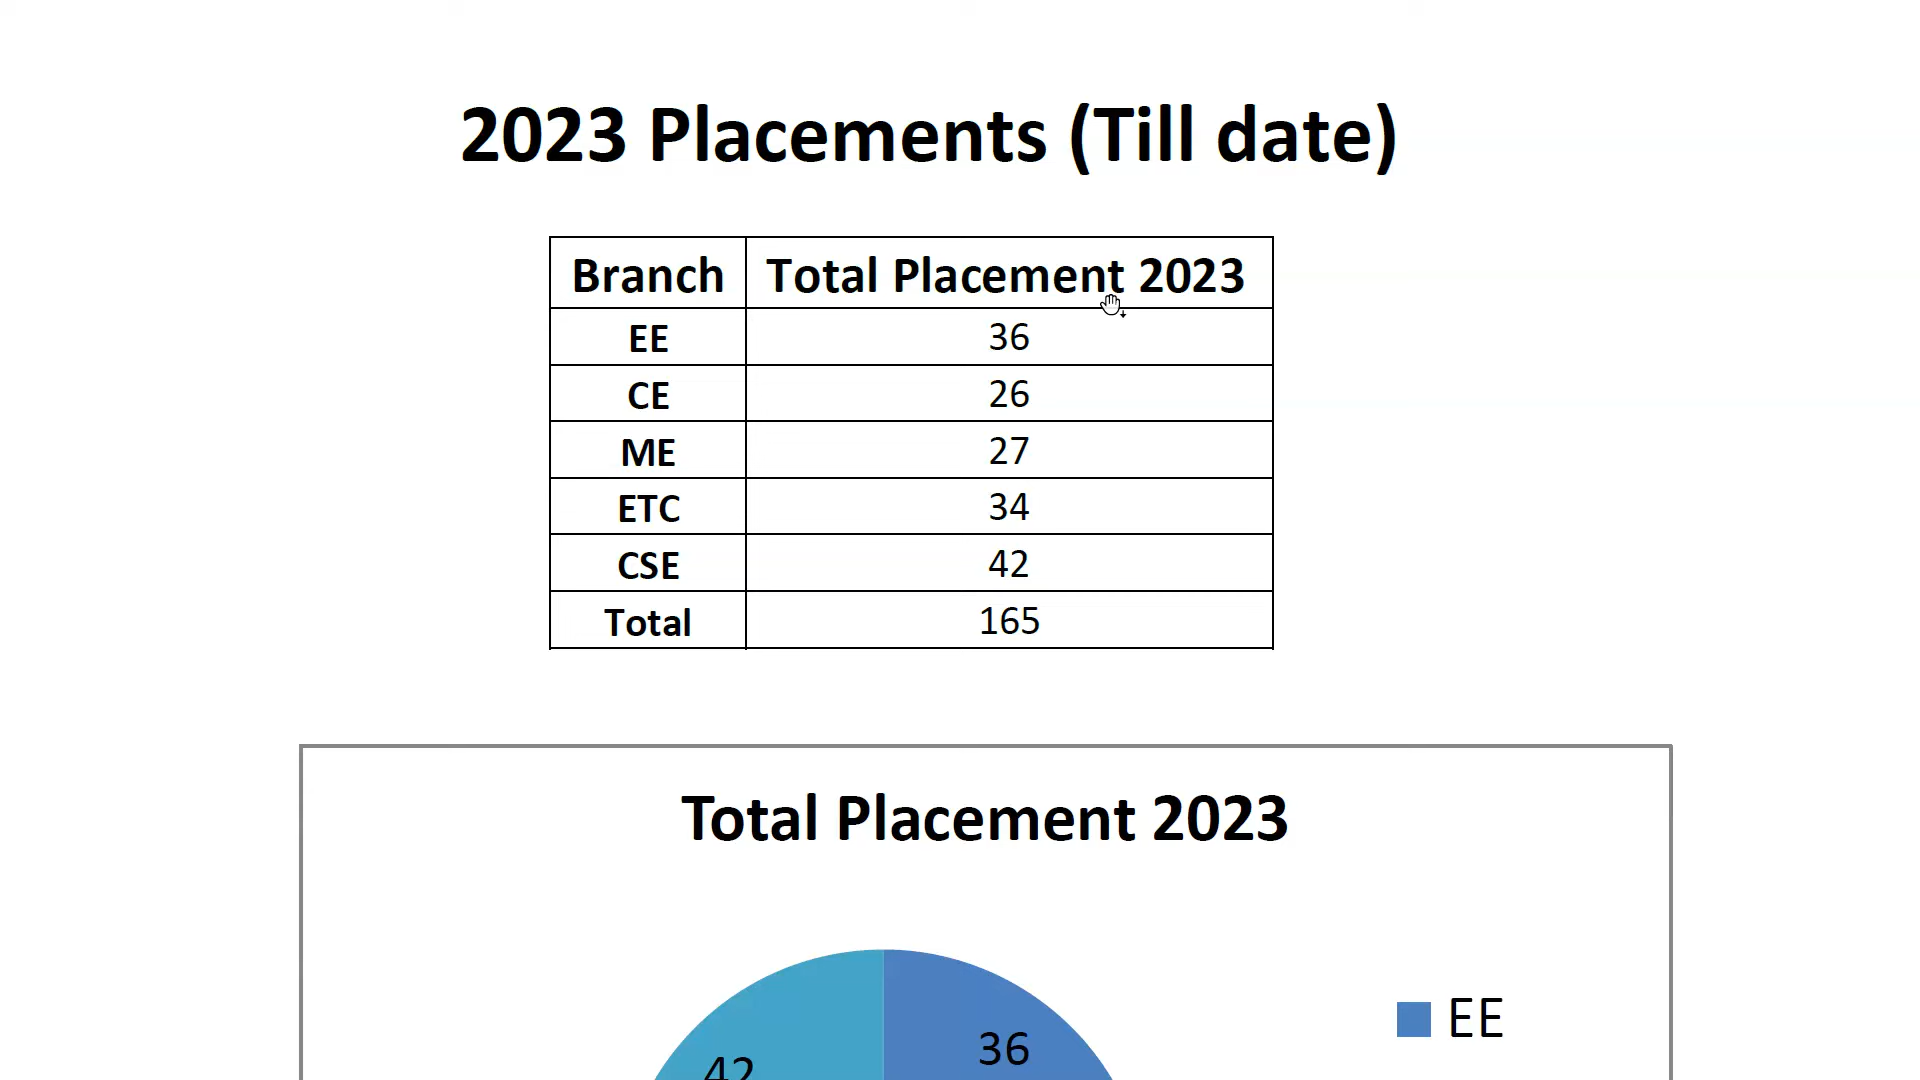 2023 Placements (Till date)
Branch Total Placement 2023
EE 36
CE 26
ME 27
ETC 34
CSE 42
Total 165
Total Placement 2023
EE
36
42